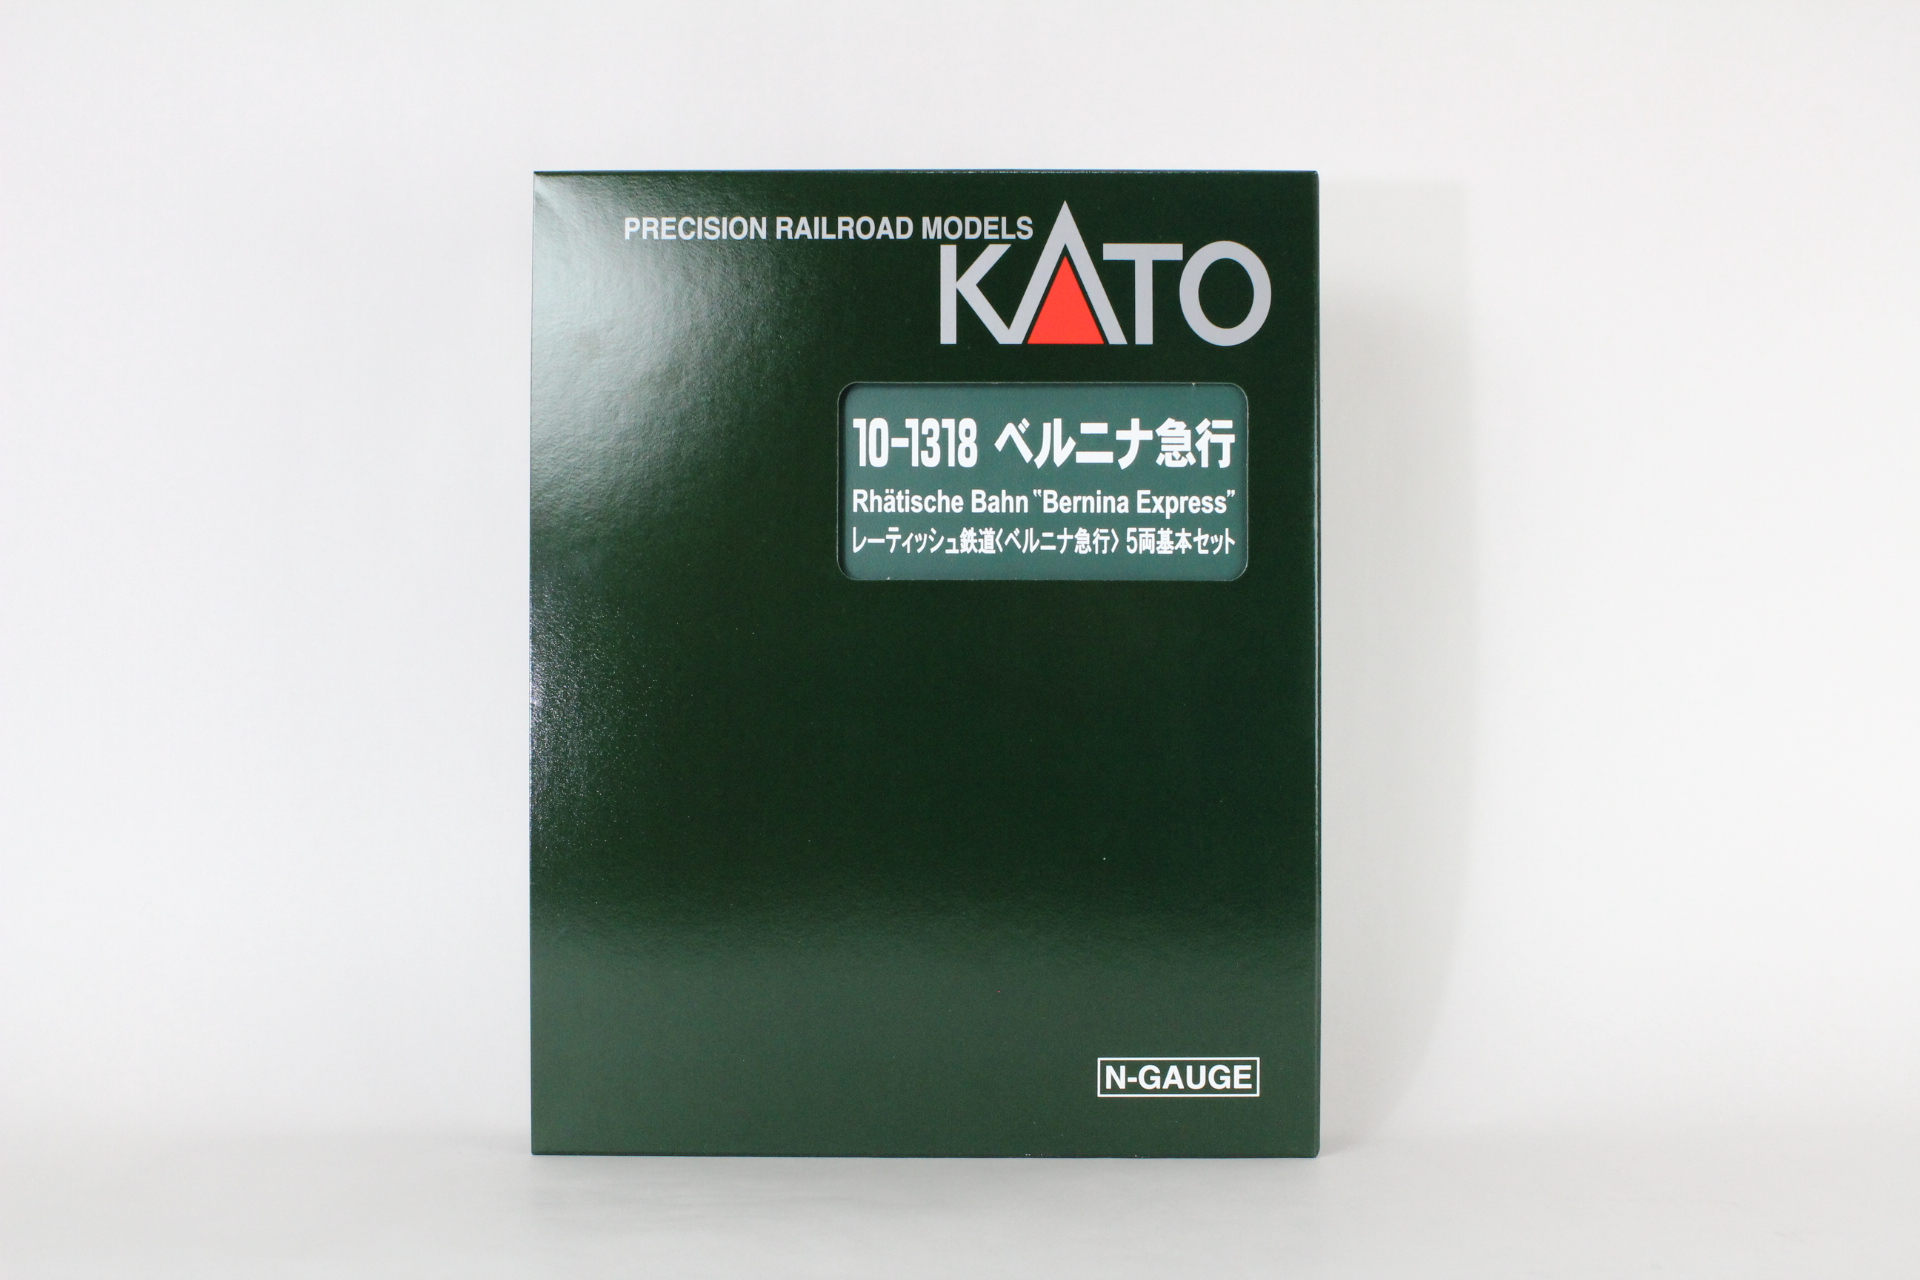 PRECISION RAILROAD MODELS
KATO
10-1318 ベルニナ急行
Rhätische Bahn "Bernina Express"
レーティッシュ鉄道〈ベルニナ急行〉 5両基本セット
N-GAUGE